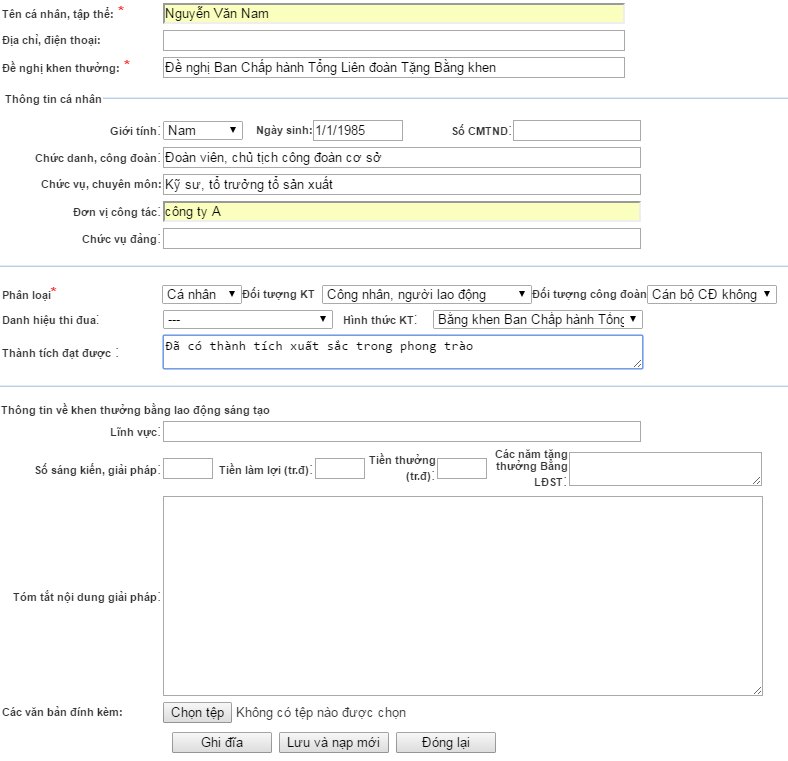 Tên cá nhân, tập thể: * Nguyễn Văn Nam
Địa chỉ, điện thoại:
Đề nghị khen thưởng: * Đề nghị Ban Chấp hành Tổng Liên đoàn Tặng Bằng khen
Thông tin cá nhân
Giới tính: Nam Ngày sinh: 1/1/1985 Số CMTND:
Chức danh, công đoàn: Đoàn viên, chủ tịch công đoàn cơ sở
Chức vụ, chuyên môn: Kỹ sư, tổ trưởng tổ sản xuất
Đơn vị công tác: công ty A
Chức vụ đảng:
Phân loại* Cá nhân Đối tượng KT Công nhân, người lao động Đối tượng công đoàn Cán bộ CĐ không
Danh hiệu thi đua: --- Hình thức KT: Bằng khen Ban Chấp hành Tổng
Thành tích đạt được : Đã có thành tích xuất sắc trong phong trào
Thông tin về khen thưởng bằng lao động sáng tạo
Lĩnh vực:
Số sáng kiến, giải pháp: Tiền làm lợi (tr.đ): Tiền thưởng (tr.đ): Các năm tặng thưởng Bằng LĐST:
Tóm tắt nội dung giải pháp:
Các văn bản đính kèm: Chọn tệp Không có tệp nào được chọn
Ghi đĩa Lưu và nạp mới Đóng lại